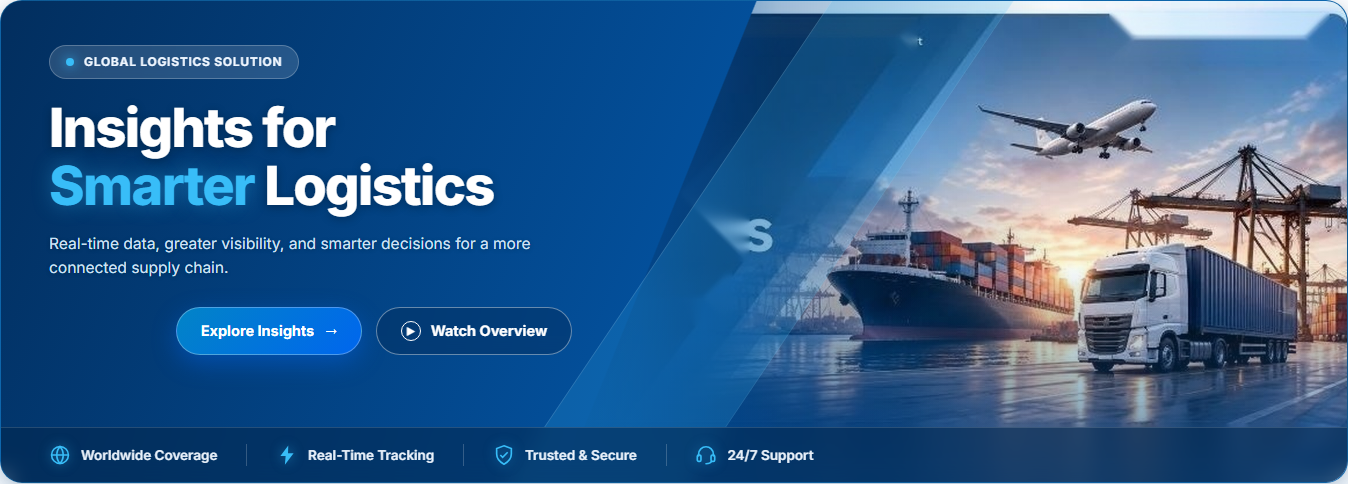 GLOBAL LOGISTICS SOLUTION
Insights for
Smarter Logistics
Real-time data, greater visibility, and smarter decisions for a more
connected supply chain.
Explore Insights →
Watch Overview
Worldwide Coverage
Real-Time Tracking
Trusted & Secure
24/7 Support
t
S